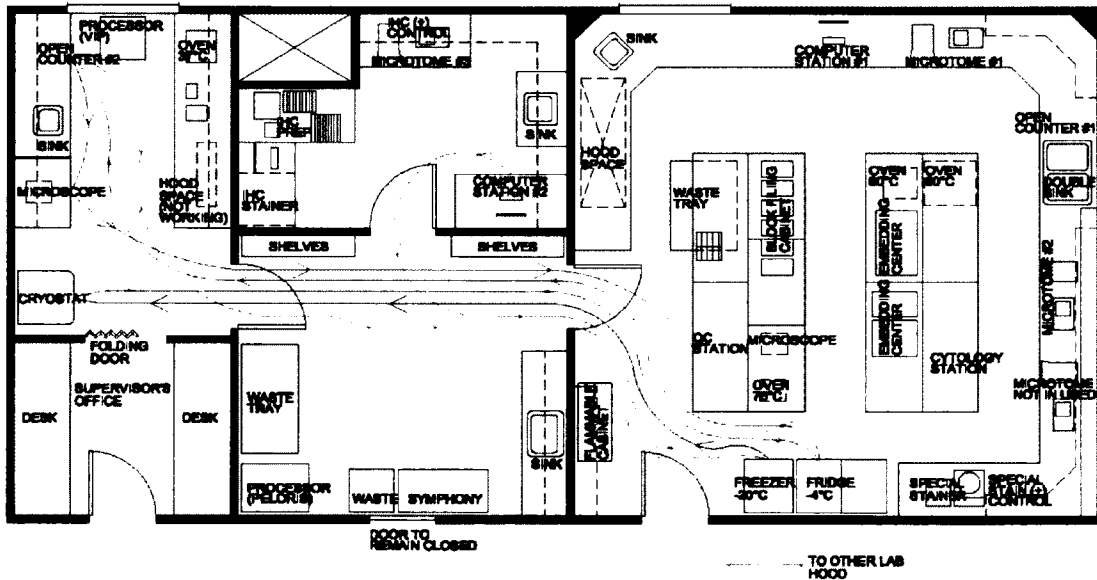 PROCESSOR
(VIP)
OPEN
COUNTER #2
OVEN
SINK
MICROSCOPE
HOOD
SPACE
(NOT
WORKING)
CRYOSTAT
FOLDING
DOOR
SUPERVISOR'S
OFFICE
DESK
DESK
IHC (+)
CONTROL
MICROTOME #3
IHC
PREP
SINK
IHC
STAINER
COMPUTER
STATION #2
SHELVES
SHELVES
WASTE
TRAY
PROCESSOR
(PELORIS)
WASTE
SYMPHONY
SINK
DOOR TO
REMAIN CLOSED
SINK
COMPUTER
STATION #1
MICROTOME #1
OPEN
COUNTER #1
HOOD
SPACE
WASTE
TRAY
BLOCK FILING
CABINET
OVEN
60°C
OVEN
60°C
DOUBLE
SINK
EMBEDDING
CENTER
EMBEDDING
CENTER
MICROTOME #2
QC
STATION
MICROSCOPE
OVEN
CYTOLOGY
STATION
MICROTOME
NOT IN USED
FLAMMABLE
CABINET
FREEZER
FRIDGE
-4°C
SPECIAL
STAINER
SPECIAL
STAIN (+)
CONTROL
TO OTHER LAB
HOOD